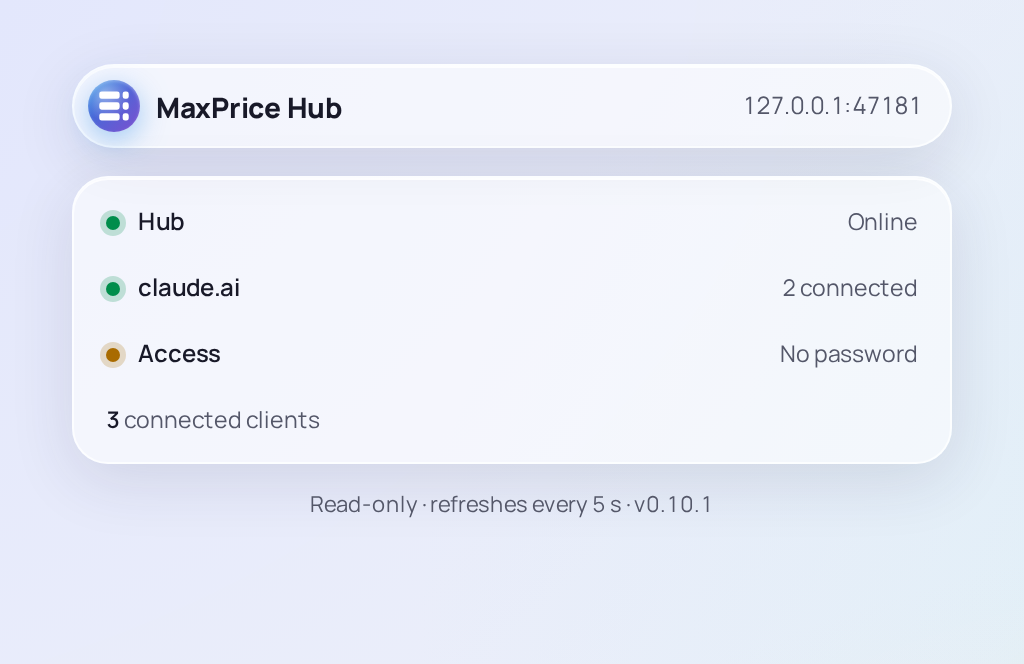 MaxPrice Hub 127.0.0.1:47181
Hub Online
claude.ai 2 connected
Access No password
3 connected clients
Read-only · refreshes every 5 s · v0.10.1